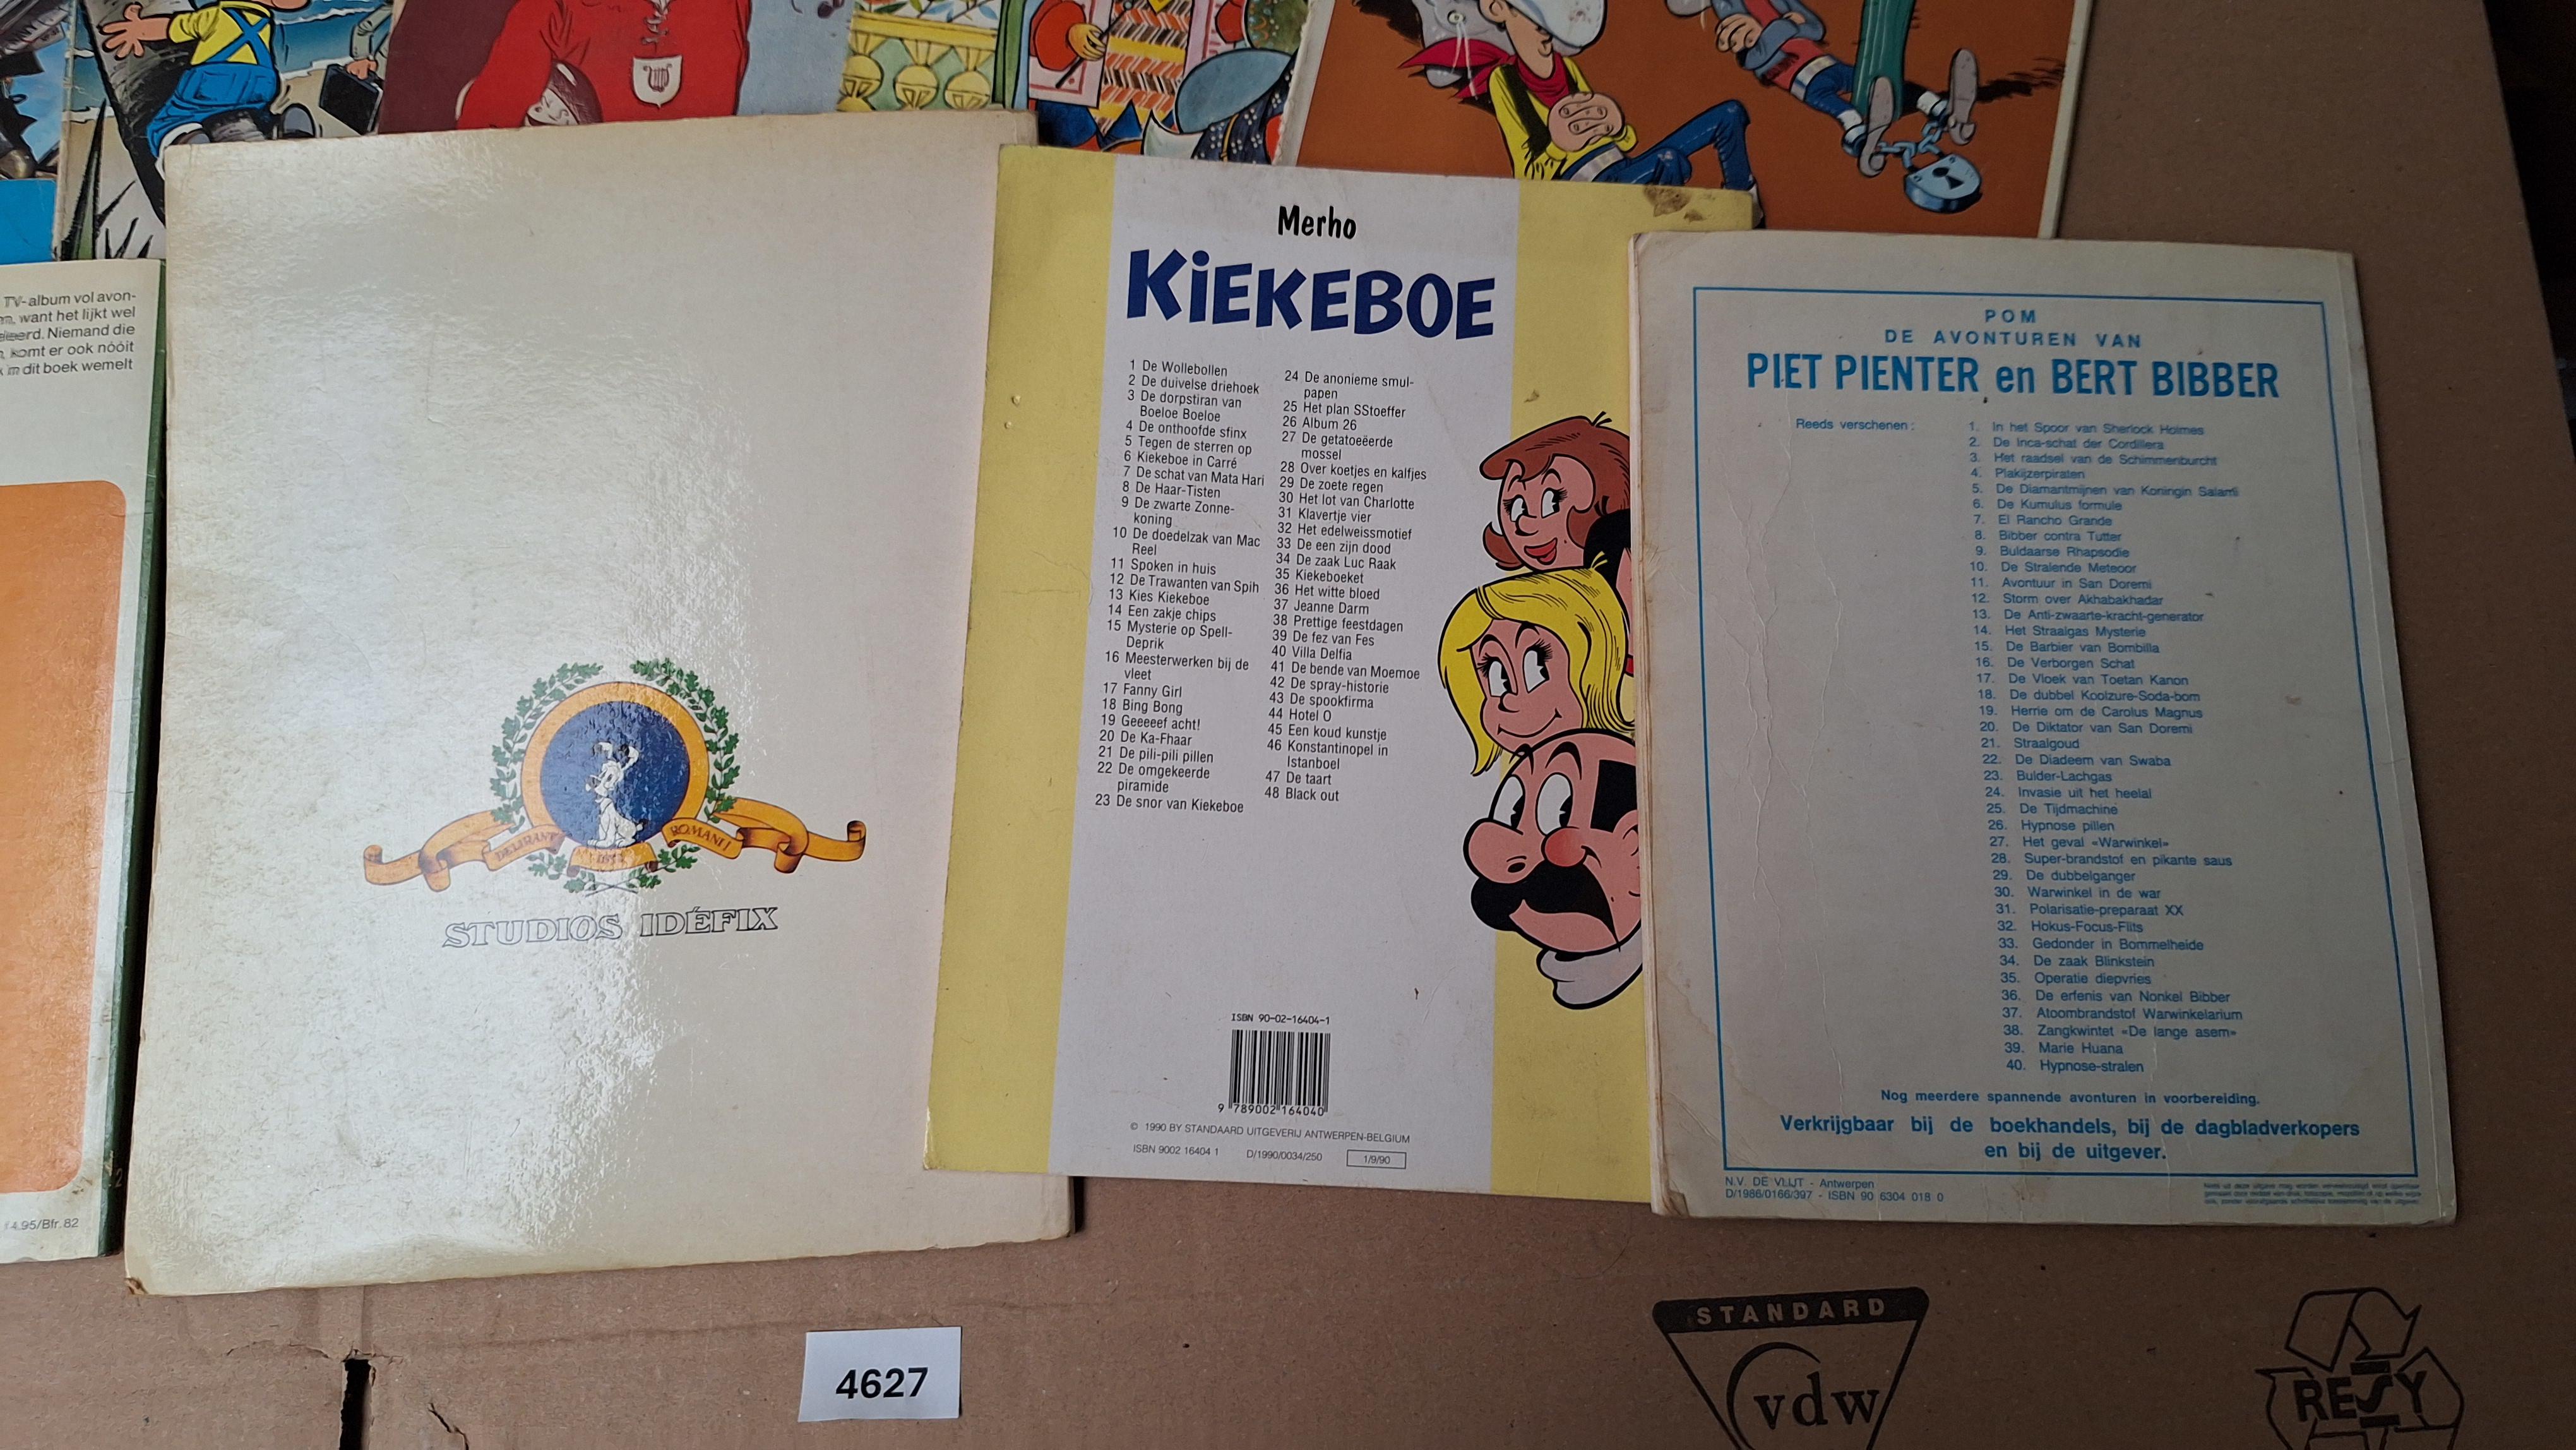 TV-album vol avon-
want het lijkt wel
Niemand die
komt er ook nóóit
dit boek wemelt
4.95/Bfr. 82
DELIRANT
ISTI
ROMANI!
STUDIOS IDÉFIX
Merho
KiEKEBOE
1 De Wollebollen
2 De duivelse driehoek
3 De dorpstiran van
Boeloe Boeloe
4 De onthoofde sfinx
5 Tegen de sterren op
6 Kiekeboe in Carré
7 De schat van Mata Hari
8 De Haar-Tisten
9 De zwarte Zonne-
koning
10 De doedelzak van Mac
Reel
11 Spoken in huis
12 De Trawanten van Spih
13 Kies Kiekeboe
14 Een zakje chips
15 Mysterie op Spell-
Deprik
16 Meesterwerken bij de
vleet
17 Fanny Girl
18 Bing Bong
19 Geeeeef acht!
20 De Ka-Fhaar
21 De pili-pili pillen
22 De omgekeerde
piramide
23 De snor van Kiekeboe
24 De anonieme smul-
papen
25 Het plan SStoeffer
26 Album 26
27 De getatoeëerde
mossel
28 Over koetjes en kalfjes
29 De zoete regen
30 Het lot van Charlotte
31 Klavertje vier
32 Het edelweissmotief
33 De een zijn dood
34 De zaak Luc Raak
35 Kiekeboeket
36 Het witte bloed
37 Jeanne Darm
38 Prettige feestdagen
39 De fez van Fes
40 Villa Delfia
41 De bende van Moemoe
42 De spray-historie
43 De spookfirma
44 Hotel O
45 Een koud kunstje
46 Konstantinopel in
Istanboel
47 De taart
48 Black out
ISBN 90-02-16404-1
9 789002 164040
© 1990 BY STANDAARD UITGEVERIJ ANTWERPEN-BELGIUM
ISBN 9002 16404 1 D/1990/0034/250 1/9/90
POM
DE AVONTUREN VAN
PIET PIENTER en BERT BIBBER
Reeds verschenen:
1. In het Spoor van Sherlock Holmes
2. De Inca-schat der Cordillera
3. Het raadsel van de Schimmenburcht
4. Plakijzerpiraten
5. De Diamantmijnen van Koningin Salami
6. De Kumulus formule
7. El Rancho Grande
8. Bibber contra Tutter
9. Buldaarse Rhapsodie
10. De Stralende Meteoor
11. Avontuur in San Doremi
12. Storm over Akhabakhadar
13. De Anti-zwaarte-kracht-generator
14. Het Straalgas Mysterie
15. De Barbier van Bombilla
16. De Verborgen Schat
17. De Vloek van Toetan Kanon
18. De dubbel Koolzure-Soda-bom
19. Herrie om de Carolus Magnus
20. De Diktator van San Doremi
21. Straalgoud
22. De Diadeem van Swaba
23. Bulder-Lachgas
24. Invasie uit het heelal
25. De Tijdmachine
26. Hypnose pillen
27. Het geval «Warwinkel»
28. Super-brandstof en pikante saus
29. De dubbelganger
30. Warwinkel in de war
31. Polarisatie-preparaat XX
32. Hokus-Focus-Flits
33. Gedonder in Bommelheide
34. De zaak Blinkstein
35. Operatie diepvries
36. De erfenis van Nonkel Bibber
37. Atoombrandstof Warwinkelarium
38. Zangkwintet «De lange asem»
39. Marie Huana
40. Hypnose-stralen
Nog meerdere spannende avonturen in voorbereiding.
Verkrijgbaar bij de boekhandels, bij de dagbladverkopers
en bij de uitgever.
N.V. DE VLIJT - Antwerpen
D/1986/0166/397 - ISBN 90 6304 018 0
4627
STANDARD
vdw
RESY